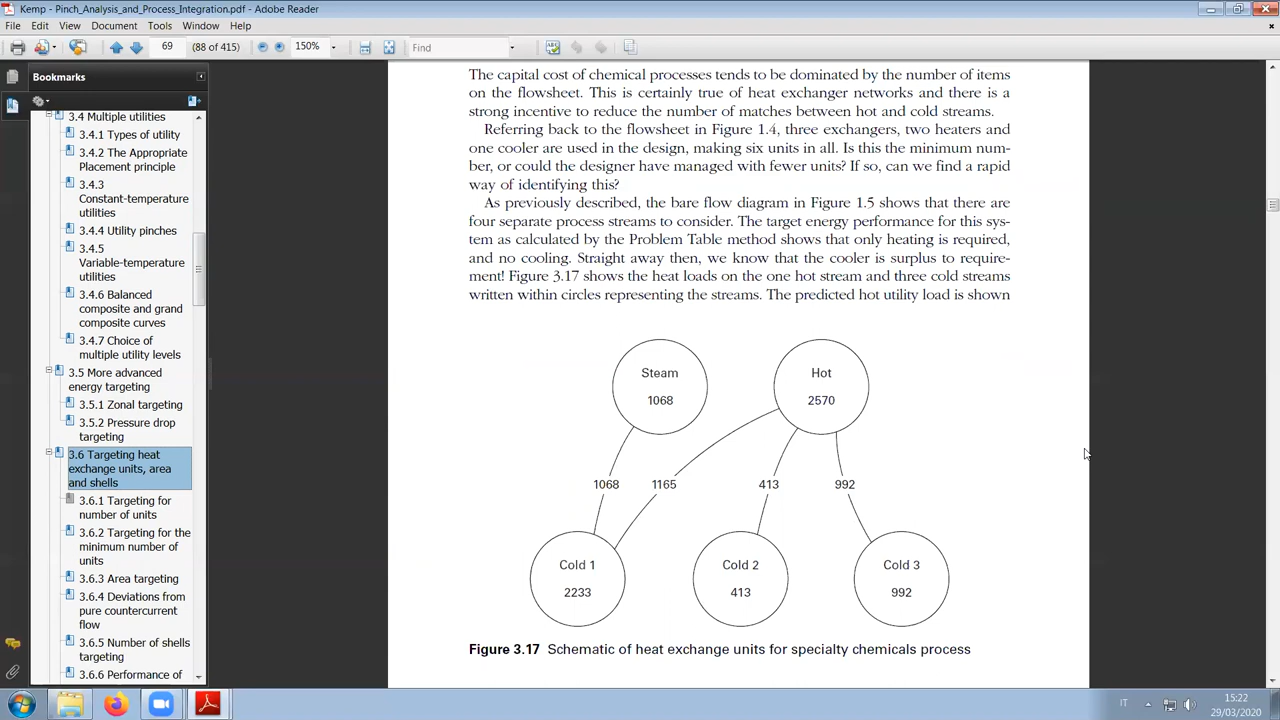 Kemp - Pinch_Analysis_and_Process_Integration.pdf - Adobe Reader
File Edit View Document Tools Window Help
69 (88 of 415) 150% Find
Bookmarks
3.4 Multiple utilities
3.4.1 Types of utility
3.4.2 The Appropriate
Placement principle
3.4.3
Constant-temperature
utilities
3.4.4 Utility pinches
3.4.5
Variable-temperature
utilities
3.4.6 Balanced
composite and grand
composite curves
3.4.7 Choice of
multiple utility levels
3.5 More advanced
energy targeting
3.5.1 Zonal targeting
3.5.2 Pressure drop
targeting
3.6 Targeting heat
exchange units, area
and shells
3.6.1 Targeting for
number of units
3.6.2 Targeting for the
minimum number of
units
3.6.3 Area targeting
3.6.4 Deviations from
pure countercurrent
flow
3.6.5 Number of shells
targeting
3.6.6 Performance of
The capital cost of chemical processes tends to be dominated by the number of items
on the flowsheet. This is certainly true of heat exchanger networks and there is a
strong incentive to reduce the number of matches between hot and cold streams.
Referring back to the flowsheet in Figure 1.4, three exchangers, two heaters and
one cooler are used in the design, making six units in all. Is this the minimum num-
ber, or could the designer have managed with fewer units? If so, can we find a rapid
way of identifying this?
As previously described, the bare flow diagram in Figure 1.5 shows that there are
four separate process streams to consider. The target energy performance for this sys-
tem as calculated by the Problem Table method shows that only heating is required,
and no cooling. Straight away then, we know that the cooler is surplus to require-
ment! Figure 3.17 shows the heat loads on the one hot stream and three cold streams
written within circles representing the streams. The predicted hot utility load is shown
Steam Hot
1068 2570
1068 1165 413 992
Cold 1 Cold 2 Cold 3
2233 413 992
Figure 3.17 Schematic of heat exchange units for specialty chemicals process
IT
15:22
29/03/2020